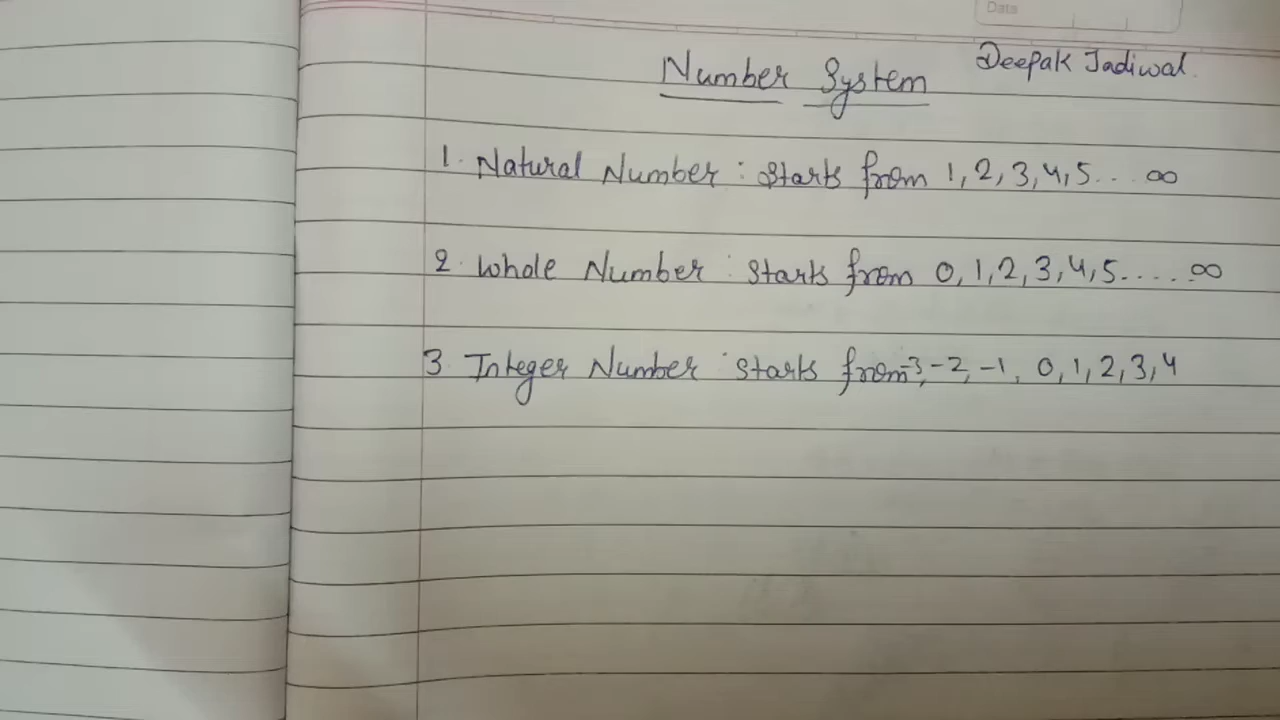 Data
Number System Deepak Jadiwal.
1. Natural Number : Starts from 1, 2, 3, 4, 5... ∞
2. Whole Number : Starts from 0, 1, 2, 3, 4, 5..... ∞
3. Integer Number : Starts from -3, -2, -1, 0, 1, 2, 3, 4